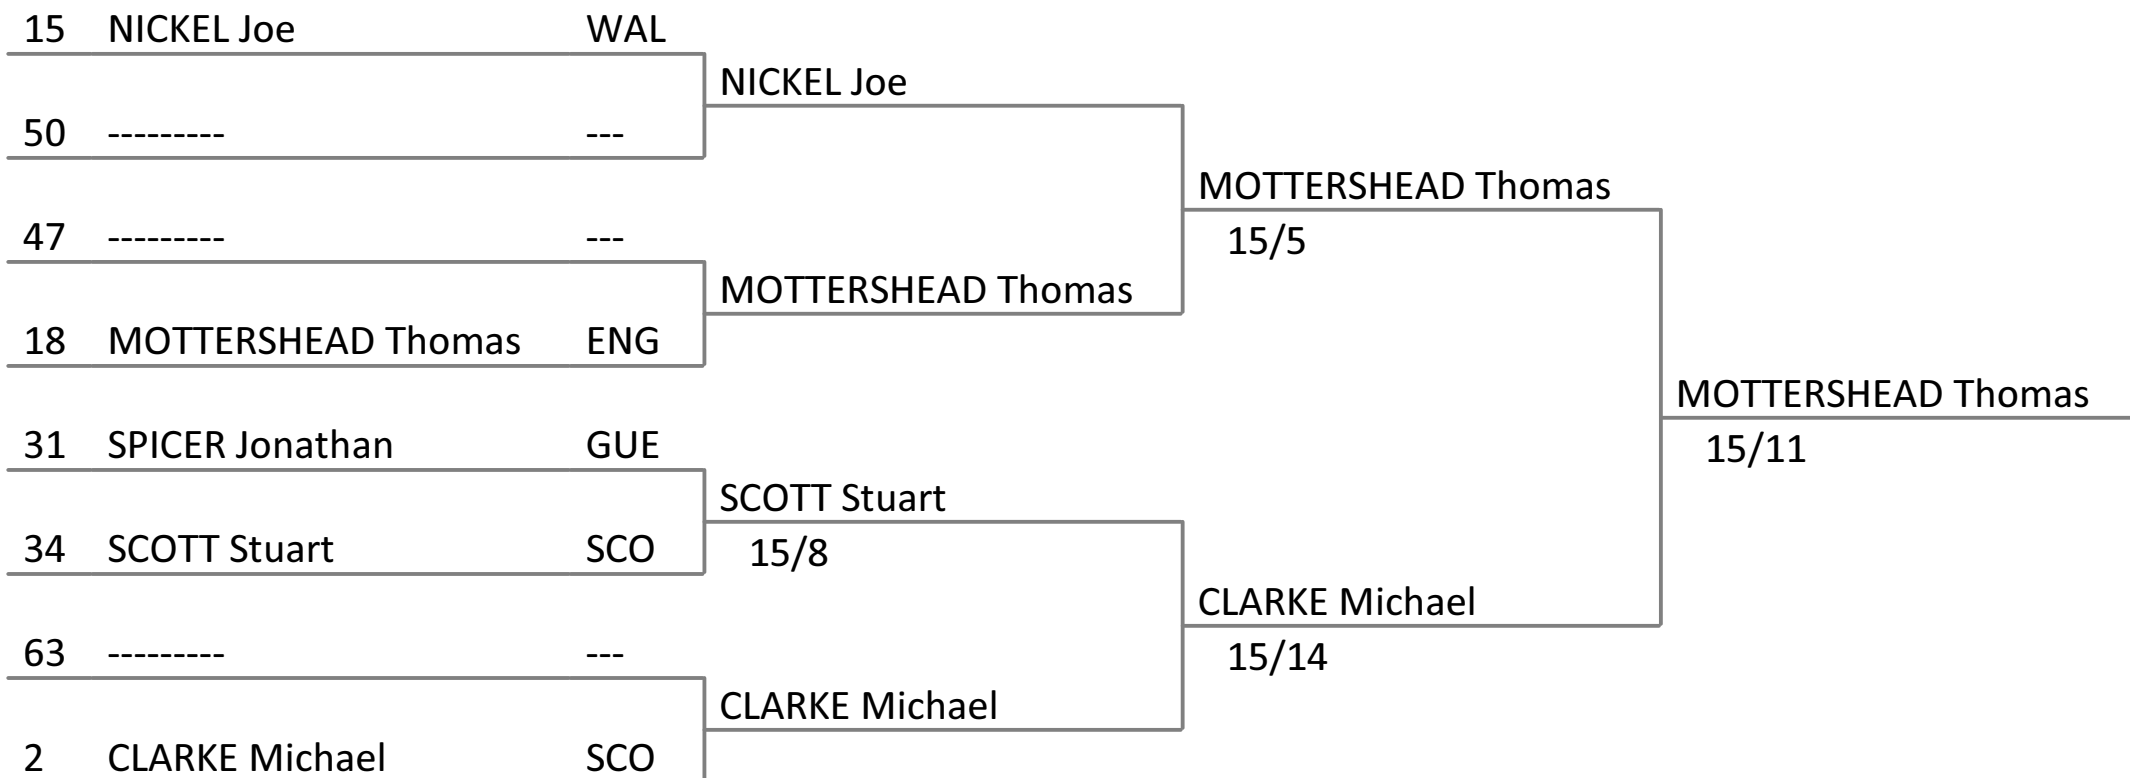 15 NICKEL Joe WAL
NICKEL Joe
50 --------- ---
MOTTERSHEAD Thomas
47 --------- ---
15/5
MOTTERSHEAD Thomas
18 MOTTERSHEAD Thomas ENG
MOTTERSHEAD Thomas
31 SPICER Jonathan GUE
15/11
SCOTT Stuart
34 SCOTT Stuart SCO
15/8
CLARKE Michael
63 --------- ---
15/14
CLARKE Michael
2 CLARKE Michael SCO